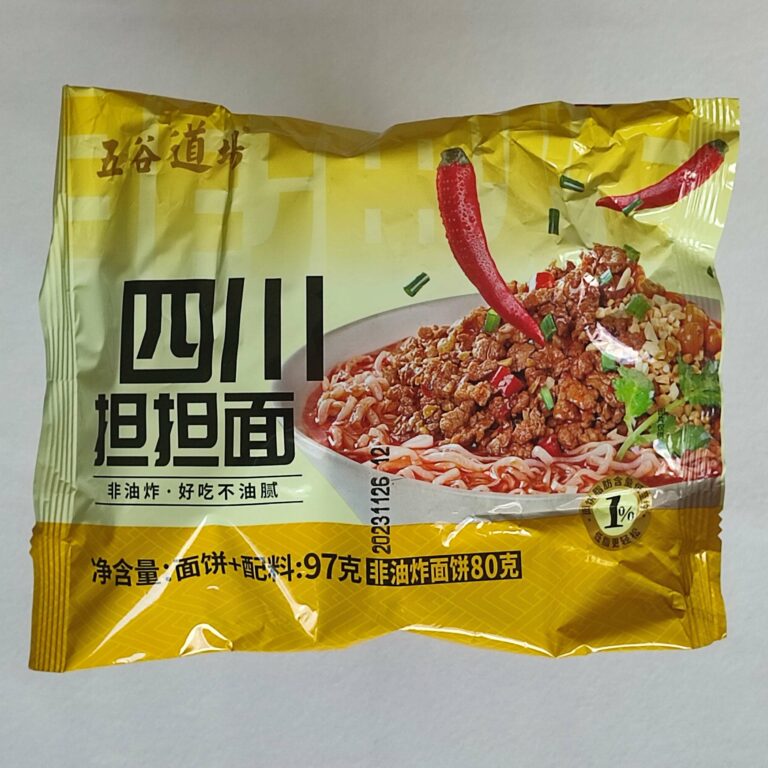 五谷道场
四川
担担面
非油炸·好吃不油腻
20231126 12
净含量:面饼+配料:97克 非油炸面饼80克
1%